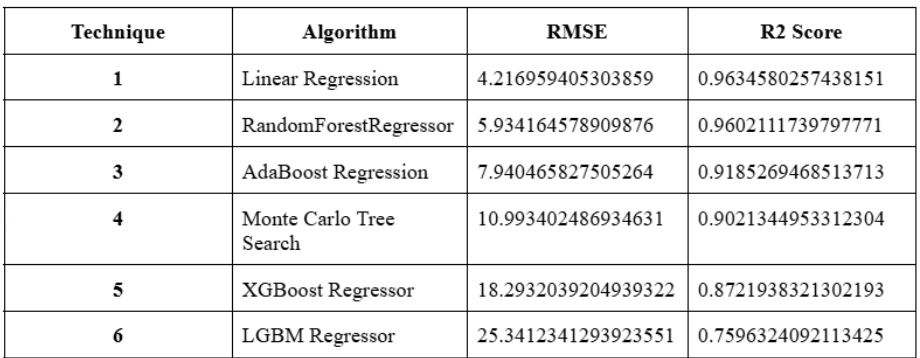 Technique Algorithm RMSE R2 Score
1 Linear Regression 4.216959405303859 0.9634580257438151
2 RandomForestRegressor 5.934164578909876 0.9602111739797771
3 AdaBoost Regression 7.940465827505264 0.9185269468513713
4 Monte Carlo Tree 10.993402486934631 0.9021344953312304
Search
5 XGBoost Regressor 18.2932039204939322 0.8721938321302193
6 LGBM Regressor 25.3412341293923551 0.7596324092113425